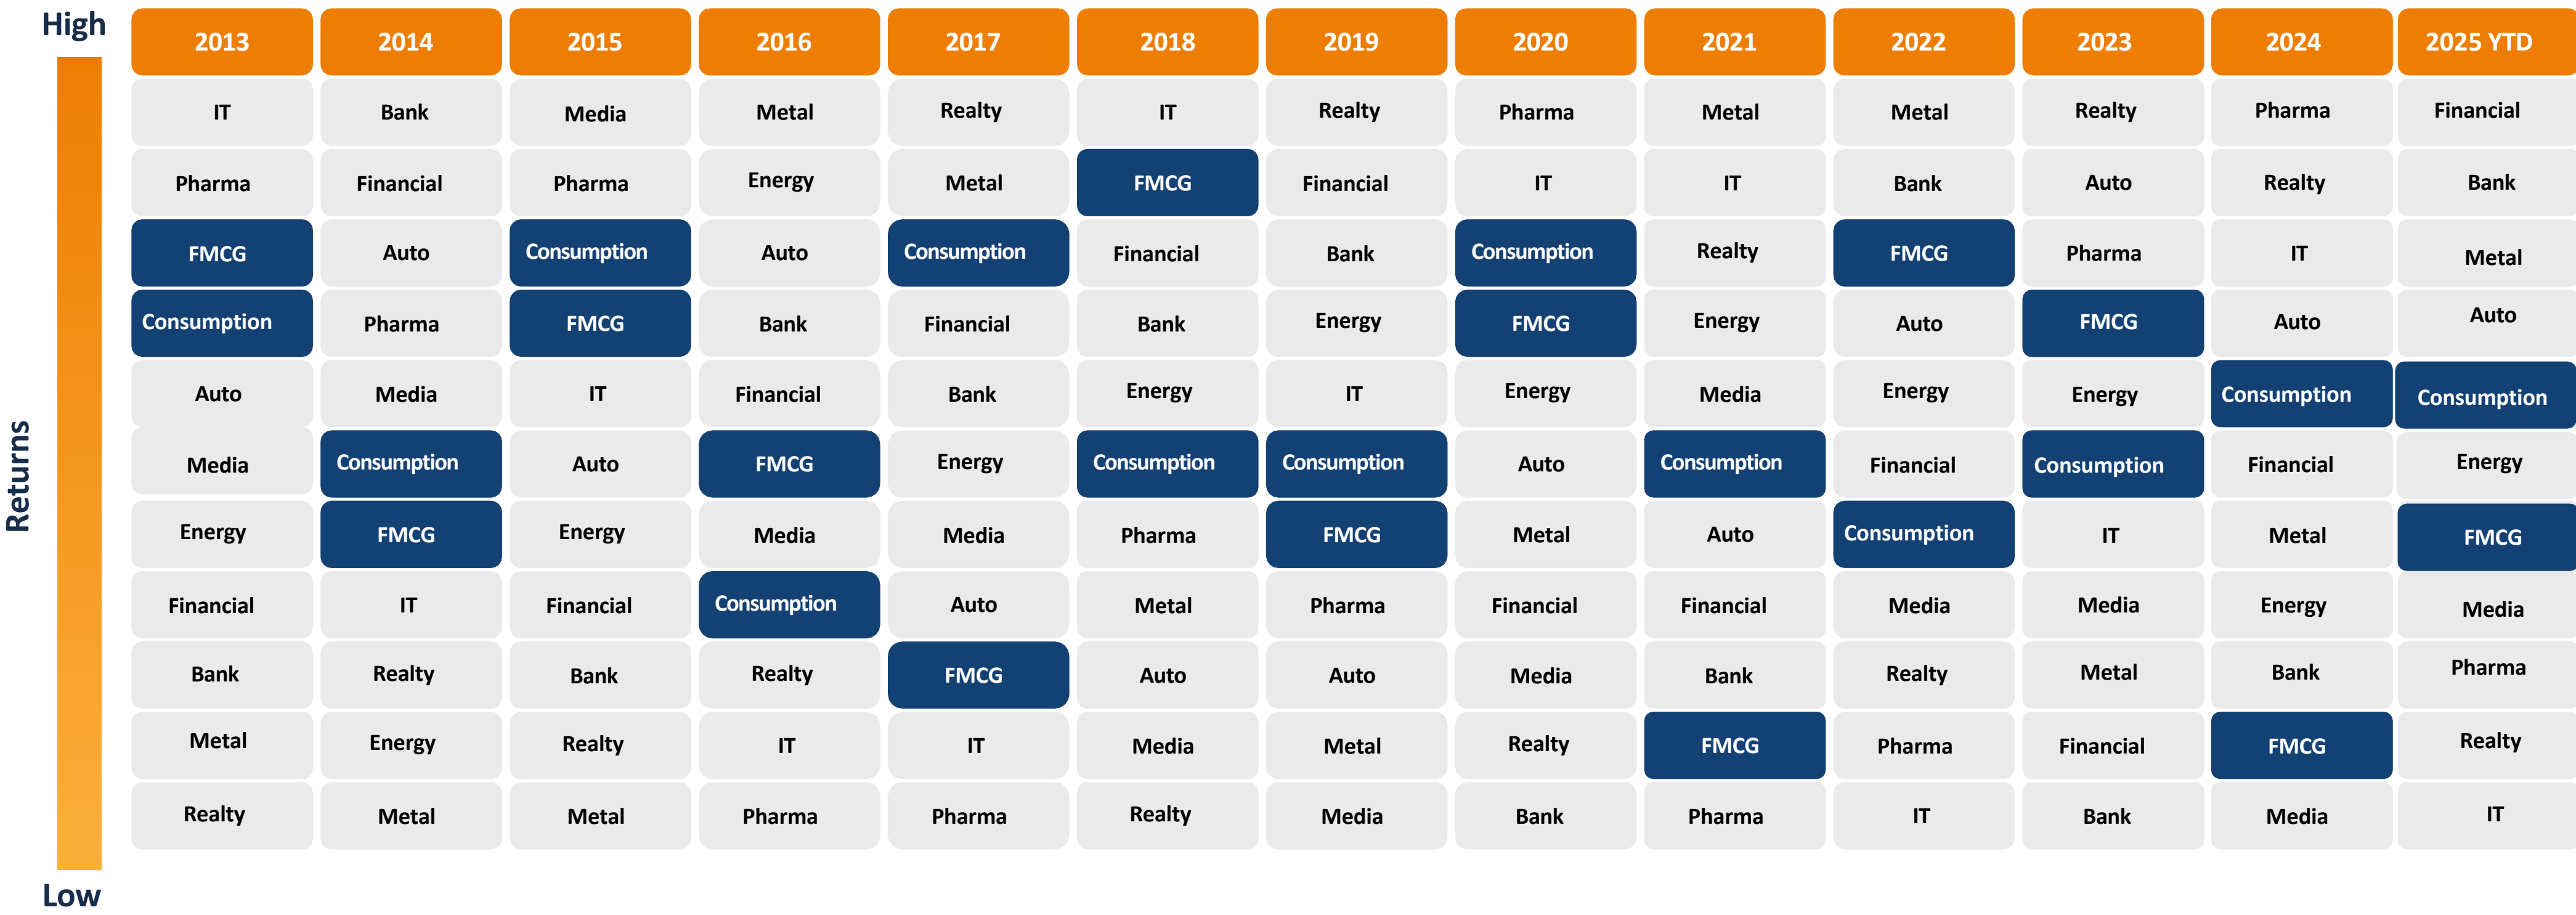 High
2013 2014 2015 2016 2017 2018 2019 2020 2021 2022 2023 2024 2025 YTD
IT Bank Media Metal Realty IT Realty Pharma Metal Metal Realty Pharma Financial
Pharma Financial Pharma Energy Metal FMCG Financial IT IT Bank Auto Realty Bank
FMCG Auto Consumption Auto Consumption Financial Bank Consumption Realty FMCG Pharma IT Metal
Consumption Pharma FMCG Bank Financial Bank Energy FMCG Energy Auto FMCG Auto Auto
Auto Media IT Financial Bank Energy IT Energy Media Energy Energy Consumption Consumption
Media Consumption Auto FMCG Energy Consumption Consumption Auto Consumption Financial Consumption Financial Energy
Returns
Energy FMCG Energy Media Media Pharma FMCG Metal Auto Consumption IT Metal FMCG
Financial IT Financial Consumption Auto Metal Pharma Financial Financial Media Media Energy Media
Bank Realty Bank Realty FMCG Auto Auto Media Bank Realty Metal Bank Pharma
Metal Energy Realty IT IT Media Metal Realty FMCG Pharma Financial FMCG Realty
Realty Metal Metal Pharma Pharma Realty Media Bank Pharma IT Bank Media IT
Low